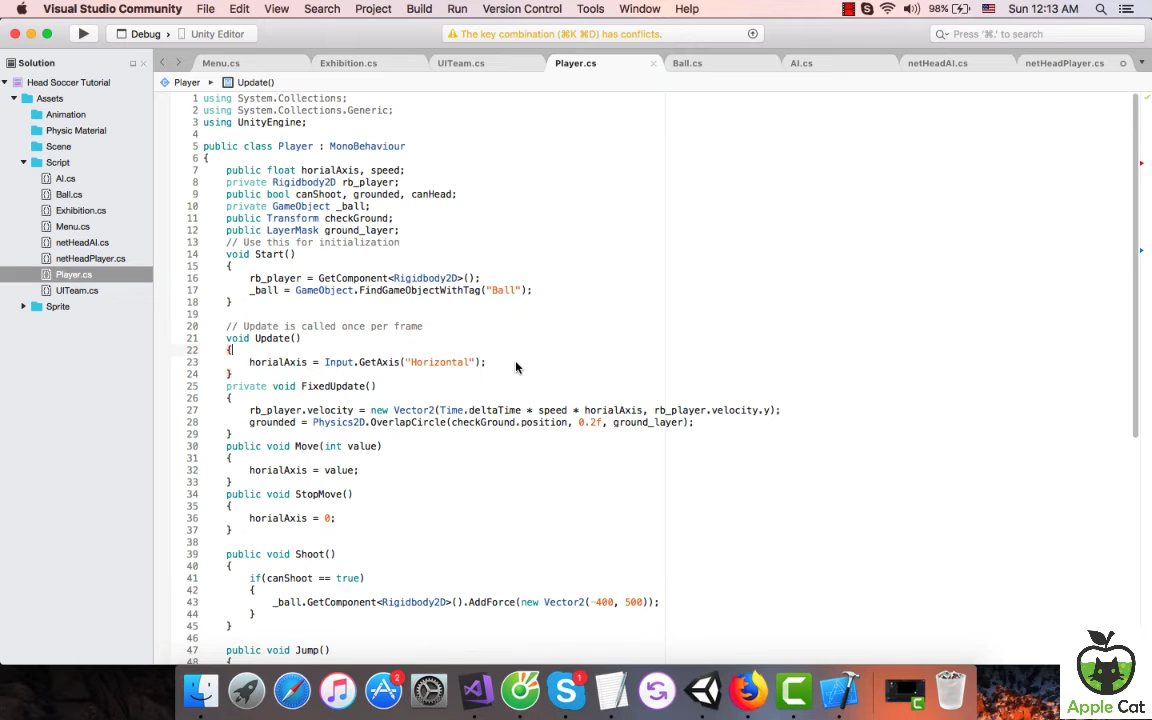 Visual Studio Community File Edit View Search Project Build Run Version Control Tools Window Help 98% Sun 12:13 AM
Debug › Unity Editor The key combination (⌘K ⌘D) has conflicts. Press '⌘.' to search
Solution Menu.cs Exhibition.cs UITeam.cs Player.cs Ball.cs AI.cs netHeadAI.cs netHeadPlayer.cs
Head Soccer Tutorial
Assets
Animation
Physic Material
Scene
Script
AI.cs
Ball.cs
Exhibition.cs
Menu.cs
netHeadAI.cs
netHeadPlayer.cs
Player.cs
UITeam.cs
Sprite
Player Update()
1 using System.Collections;
2 using System.Collections.Generic;
3 using UnityEngine;
4
5 public class Player : MonoBehaviour
6 {
7 public float horialAxis, speed;
8 private Rigidbody2D rb_player;
9 public bool canShoot, grounded, canHead;
10 private GameObject _ball;
11 public Transform checkGround;
12 public LayerMask ground_layer;
13 // Use this for initialization
14 void Start()
15 {
16 rb_player = GetComponent<Rigidbody2D>();
17 _ball = GameObject.FindGameObjectWithTag("Ball");
18 }
19
20 // Update is called once per frame
21 void Update()
22 {
23 horialAxis = Input.GetAxis("Horizontal");
24 }
25 private void FixedUpdate()
26 {
27 rb_player.velocity = new Vector2(Time.deltaTime * speed * horialAxis, rb_player.velocity.y);
28 grounded = Physics2D.OverlapCircle(checkGround.position, 0.2f, ground_layer);
29 }
30 public void Move(int value)
31 {
32 horialAxis = value;
33 }
34 public void StopMove()
35 {
36 horialAxis = 0;
37 }
38
39 public void Shoot()
40 {
41 if(canShoot == true)
42 {
43 _ball.GetComponent<Rigidbody2D>().AddForce(new Vector2(-400, 500));
44 }
45 }
46
47 public void Jump()
48 {
2
1
Apple Cat